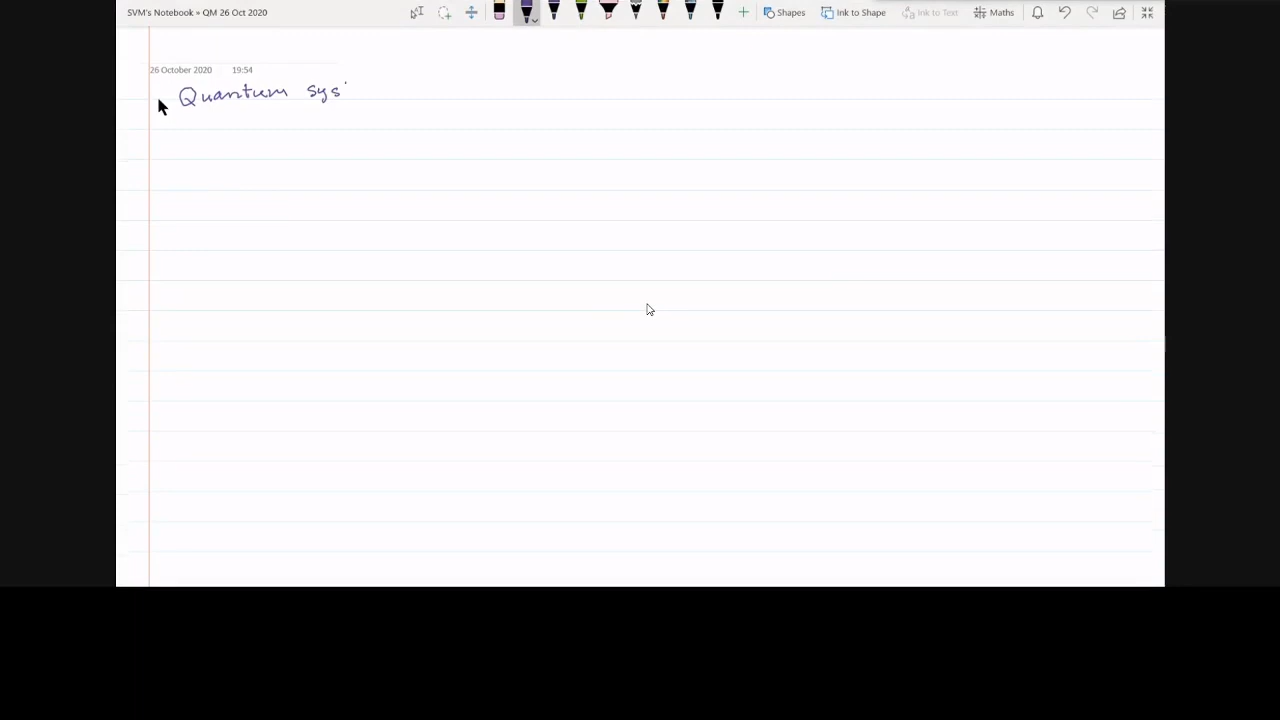 SVM's Notebook » QM 26 Oct 2020
Shapes
Ink to Shape
Ink to Text
Maths
26 October 2020 19:54
Quantum sys